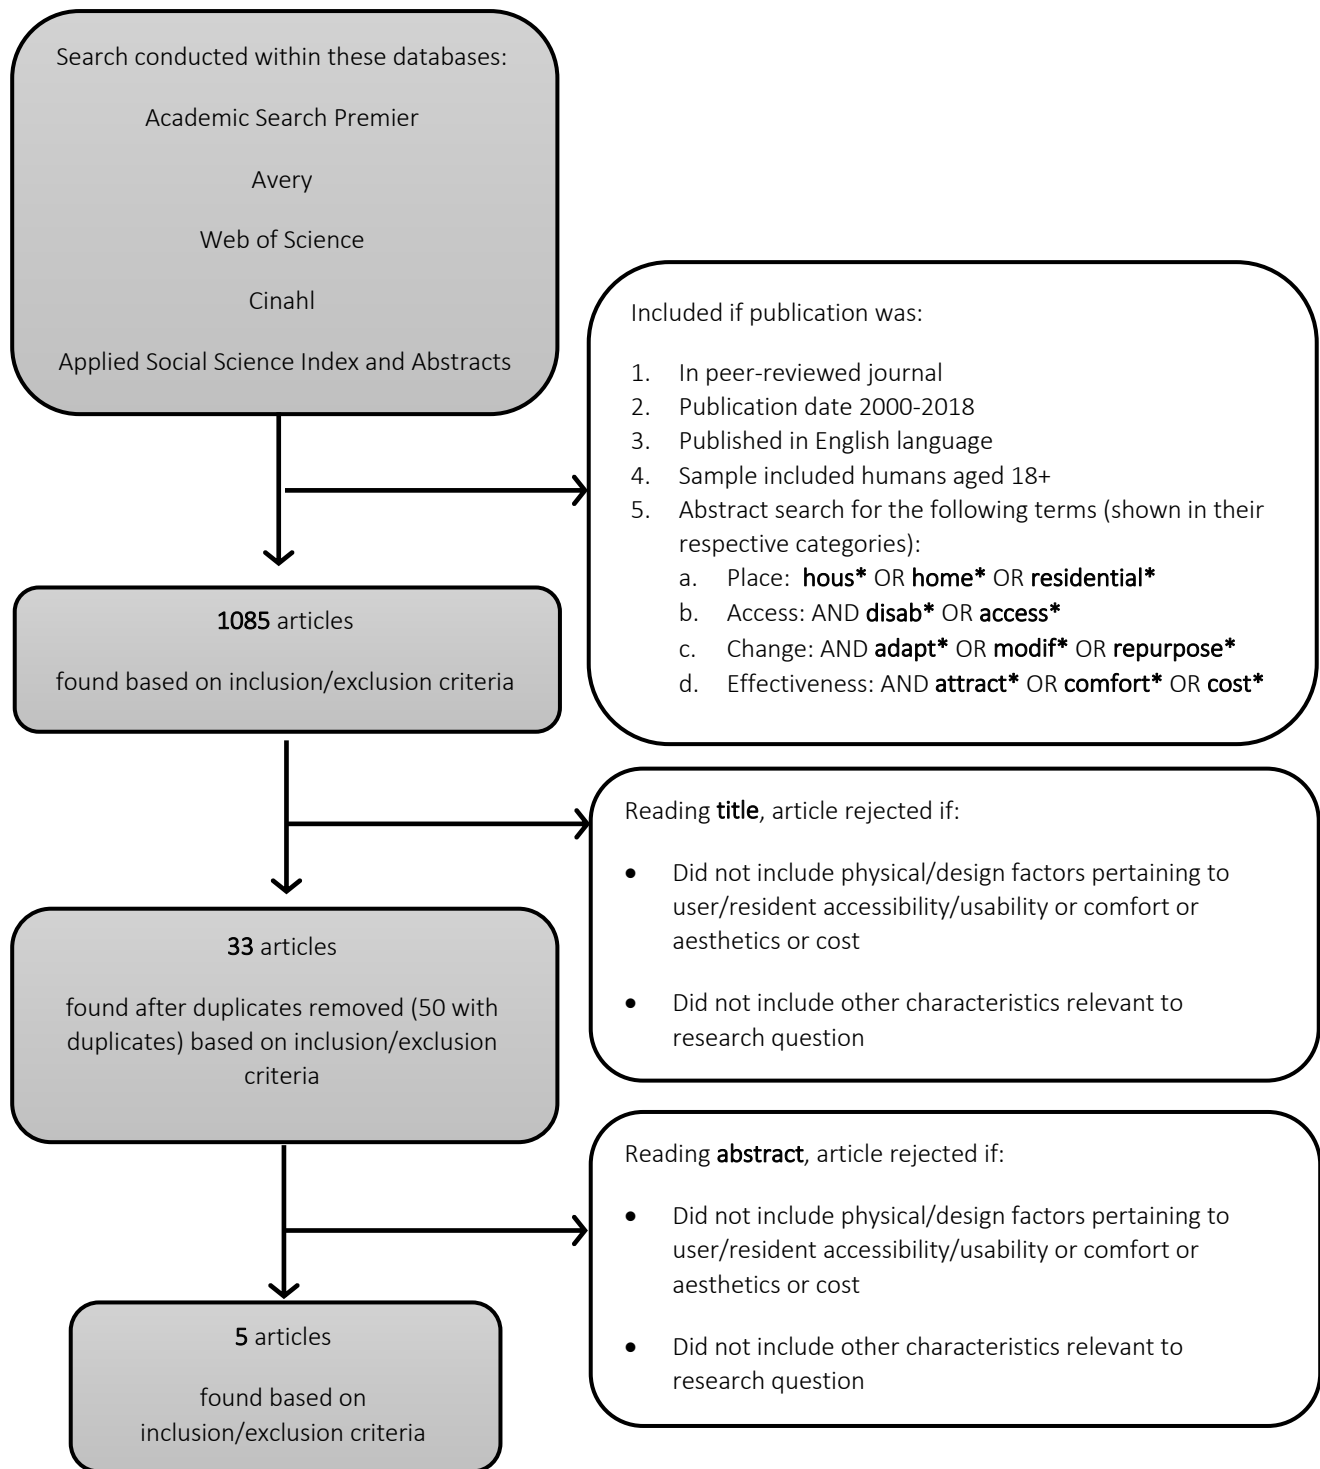 Search conducted within these databases:
Academic Search Premier
Avery
Web of Science
Cinahl
Applied Social Science Index and Abstracts
Included if publication was:
1. In peer-reviewed journal
2. Publication date 2000-2018
3. Published in English language
4. Sample included humans aged 18+
5. Abstract search for the following terms (shown in their
respective categories):
a. Place: hous* OR home* OR residential*
b. Access: AND disab* OR access*
c. Change: AND adapt* OR modif* OR repurpose*
d. Effectiveness: AND attract* OR comfort* OR cost*
1085 articles
found based on inclusion/exclusion criteria
Reading title, article rejected if:
• Did not include physical/design factors pertaining to
user/resident accessibility/usability or comfort or
aesthetics or cost
• Did not include other characteristics relevant to
research question
33 articles
found after duplicates removed (50 with
duplicates) based on inclusion/exclusion
criteria
Reading abstract, article rejected if:
• Did not include physical/design factors pertaining to
user/resident accessibility/usability or comfort or
aesthetics or cost
• Did not include other characteristics relevant to
research question
5 articles
found based on
inclusion/exclusion criteria